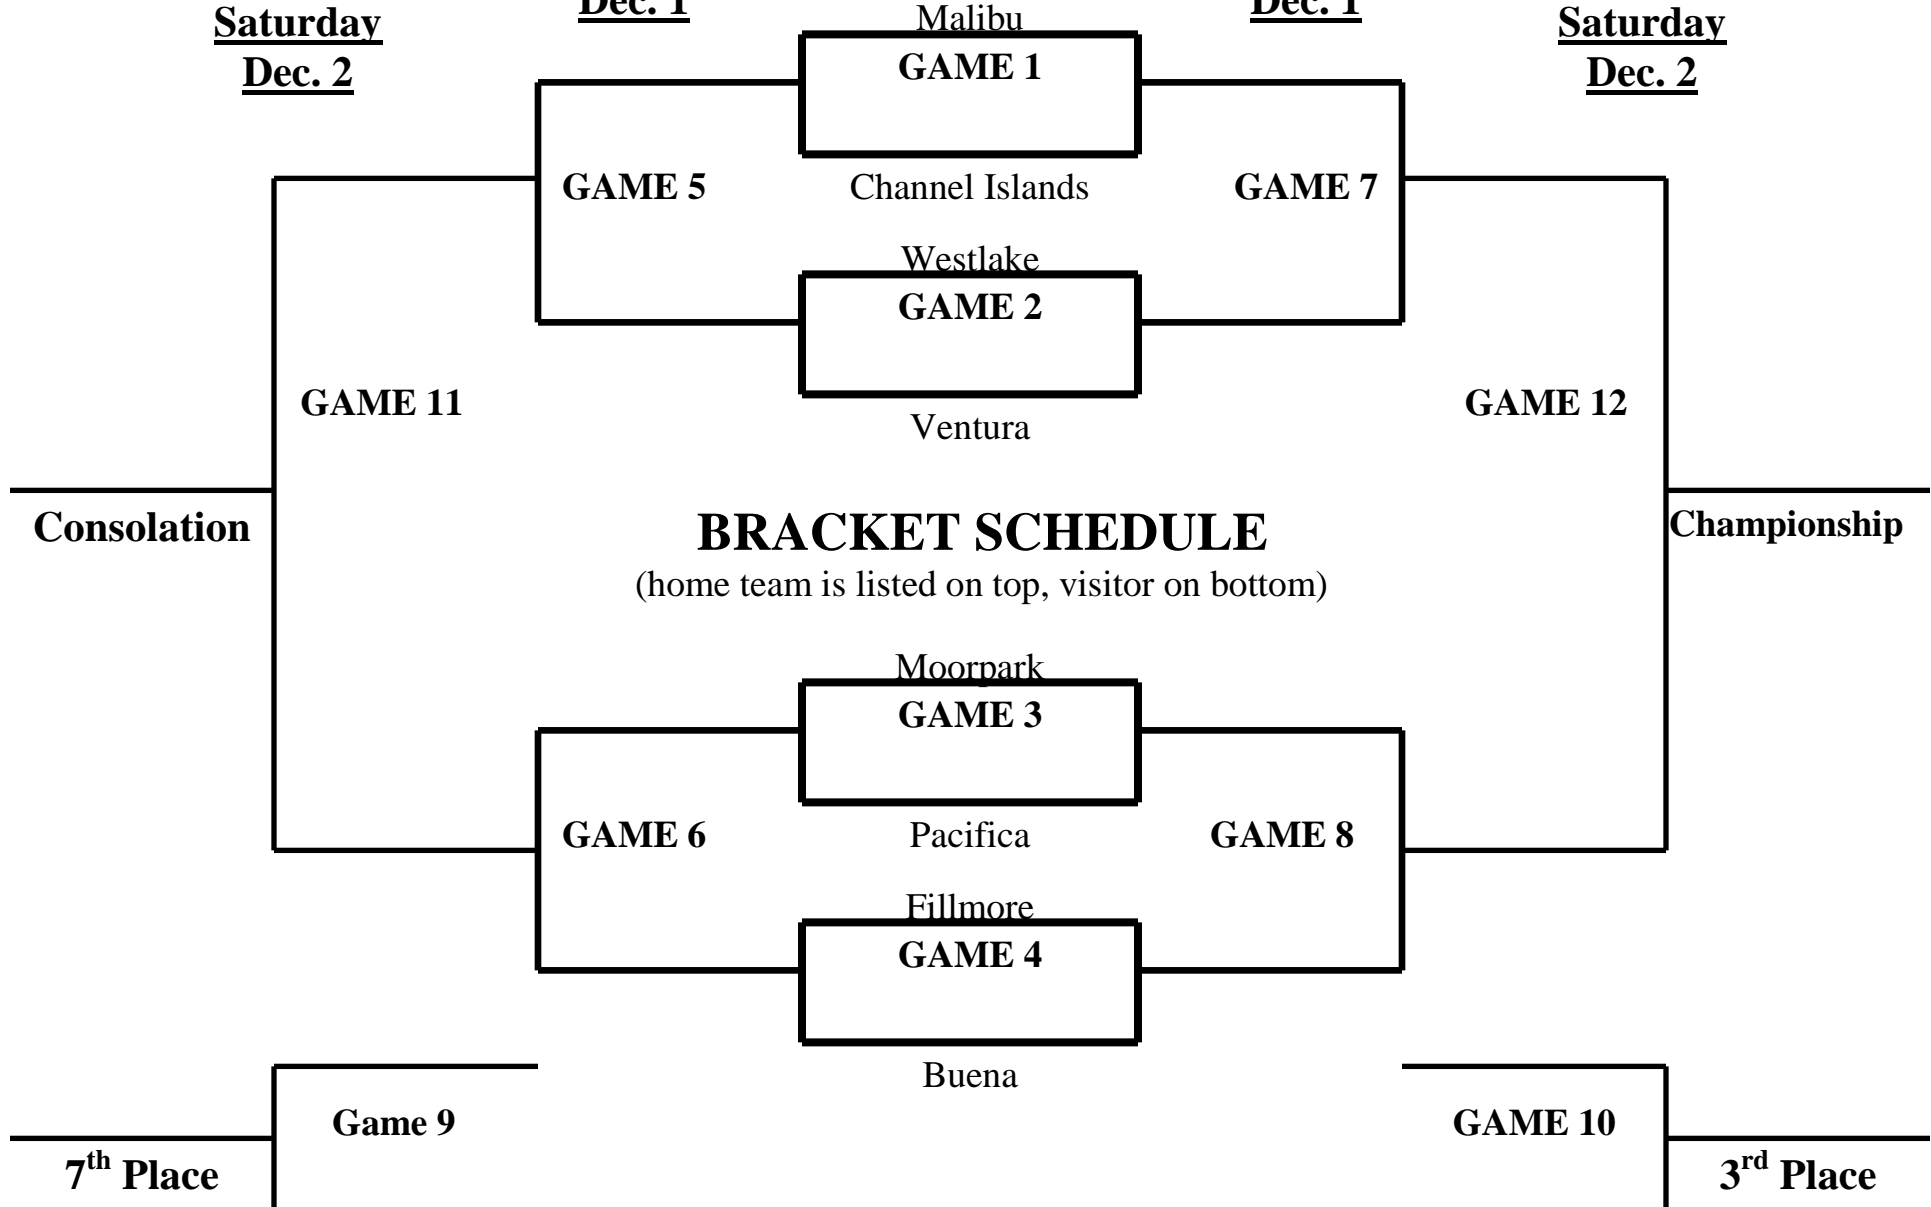 Dec. 1
Dec. 1
Saturday
Dec. 2
Malibu
Saturday
Dec. 2
GAME 1
GAME 5
Channel Islands
GAME 7
Westlake
GAME 2
GAME 11
GAME 12
Ventura
Consolation
BRACKET SCHEDULE
Championship
(home team is listed on top, visitor on bottom)
Moorpark
GAME 3
GAME 6
Pacifica
GAME 8
Fillmore
GAME 4
Buena
Game 9
GAME 10
7th Place
3rd Place